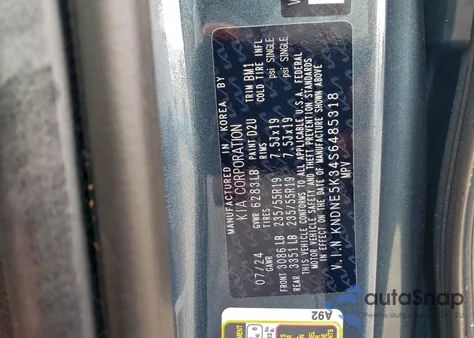 MANUFACTURED IN KOREA BY
KIA CORPORATION
07/24 GVWR 6283LB PAINT D2U TRIM BM1
GAWR TIRES RIMS COLD TIRE INFL
FRONT 3086LB 235/55R19 7.5Jx19 psi SINGLE
REAR 3351LB 235/55R19 7.5Jx19 psi SINGLE
THIS VEHICLE CONFORMS TO ALL APPLICABLE U.S.A. FEDERAL
MOTOR VEHICLE SAFETY AND THEFT PREVENTION STANDARDS
IN EFFECT ON THE DATE OF MANUFACTURE SHOWN ABOVE
V.I.N KNDNE5K34S6485318
MPV
A92
autoSnap